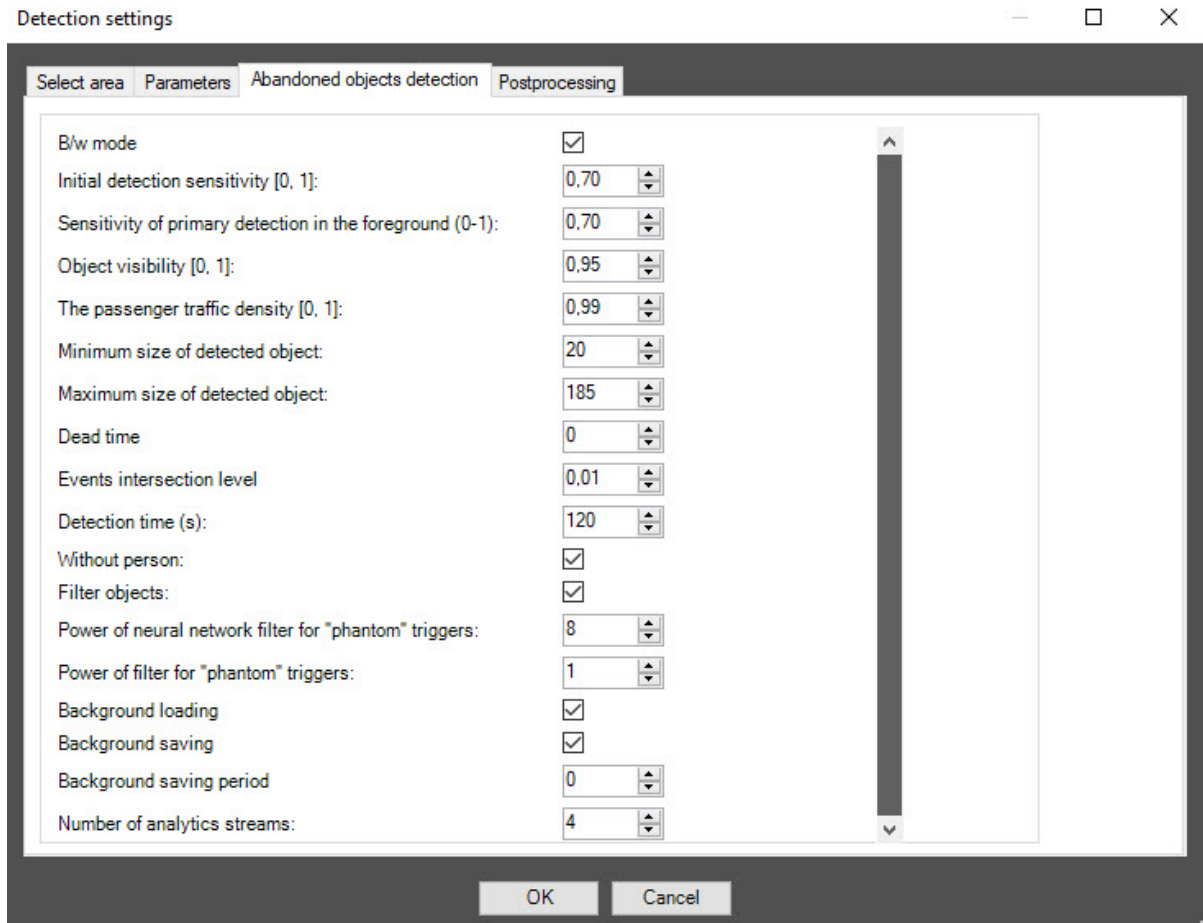 Detection settings
Select area Parameters Abandoned objects detection Postprocessing
B/w mode
Initial detection sensitivity [0, 1]: 0,70
Sensitivity of primary detection in the foreground (0-1): 0,70
Object visibility [0, 1]: 0,95
The passenger traffic density [0, 1]: 0,99
Minimum size of detected object: 20
Maximum size of detected object: 185
Dead time 0
Events intersection level 0,01
Detection time (s): 120
Without person:
Filter objects:
Power of neural network filter for "phantom" triggers: 8
Power of filter for "phantom" triggers: 1
Background loading
Background saving
Background saving period 0
Number of analytics streams: 4
OK Cancel